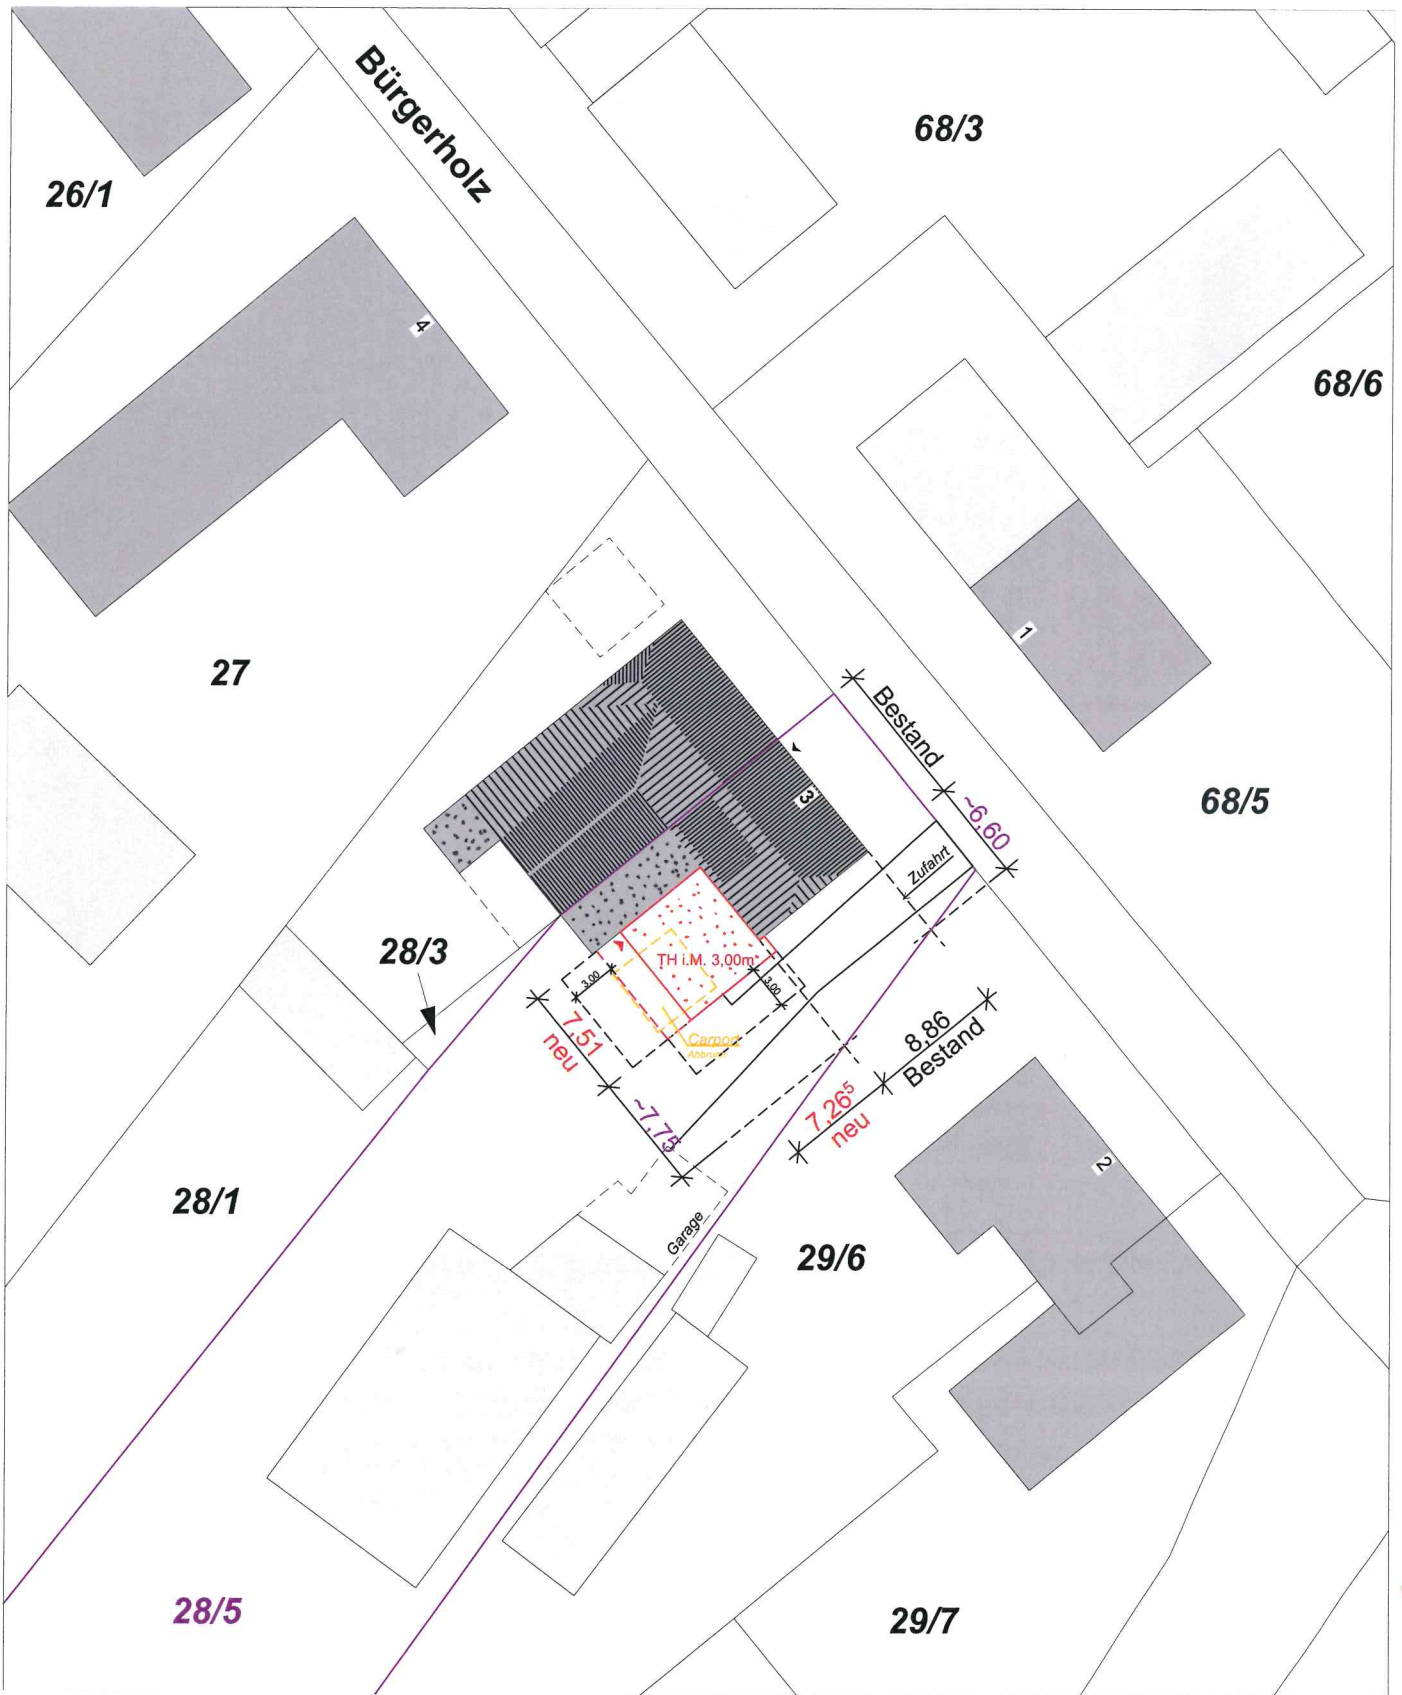 Bürgerholz
68/3
26/1
4
68/6
1
27
Bestand
3
~6,60
68/5
Zufahrt
28/3
TH i.M. 3,00m
3,00
3,00
7,51
neu
Carport
Abbruch
8,86
Bestand
7,26⁵
neu
~7,75
2
28/1
Garage
29/6
28/5
29/7